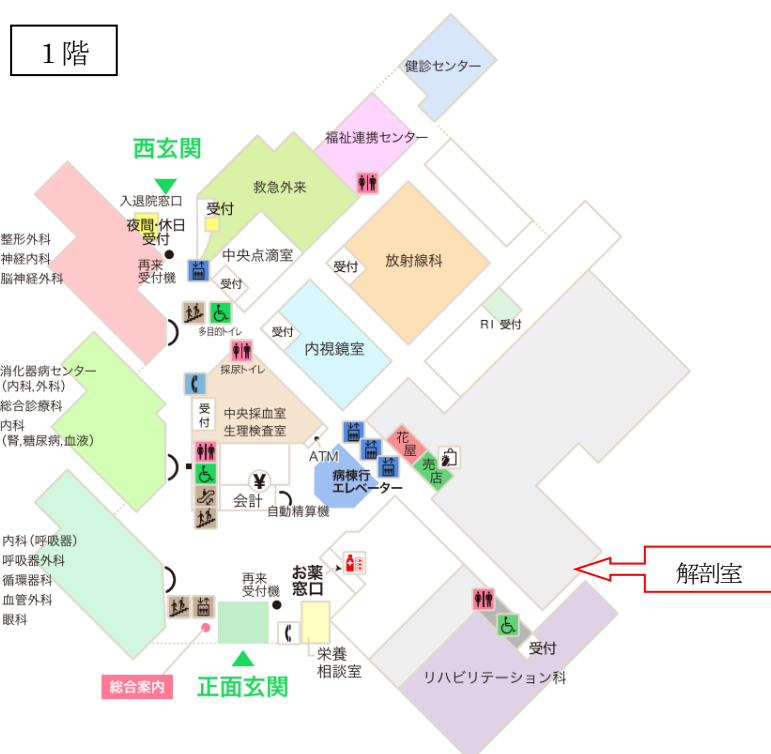 1階
健診センター
福祉連携センター
西玄関
救急外来
入退院窓口
夜間・休日
受付
受付
整形外科
神経内科
脳神経外科
再来
受付機
中央点滴室
受付
受付
放射線科
多目的トイレ
受付
内視鏡室
RI 受付
採尿トイレ
消化器病センター
(内科,外科)
総合診療科
内科
(腎,糖尿病,血液)
受付
中央採血室
生理検査室
ATM
花屋
売店
病棟行
エレベーター
¥
会計
自動精算機
内科(呼吸器)
呼吸器外科
循環器科
血管外科
眼科
再来
受付機
お薬
窓口
解剖室
受付
栄養
相談室
リハビリテーション科
総合案内
正面玄関